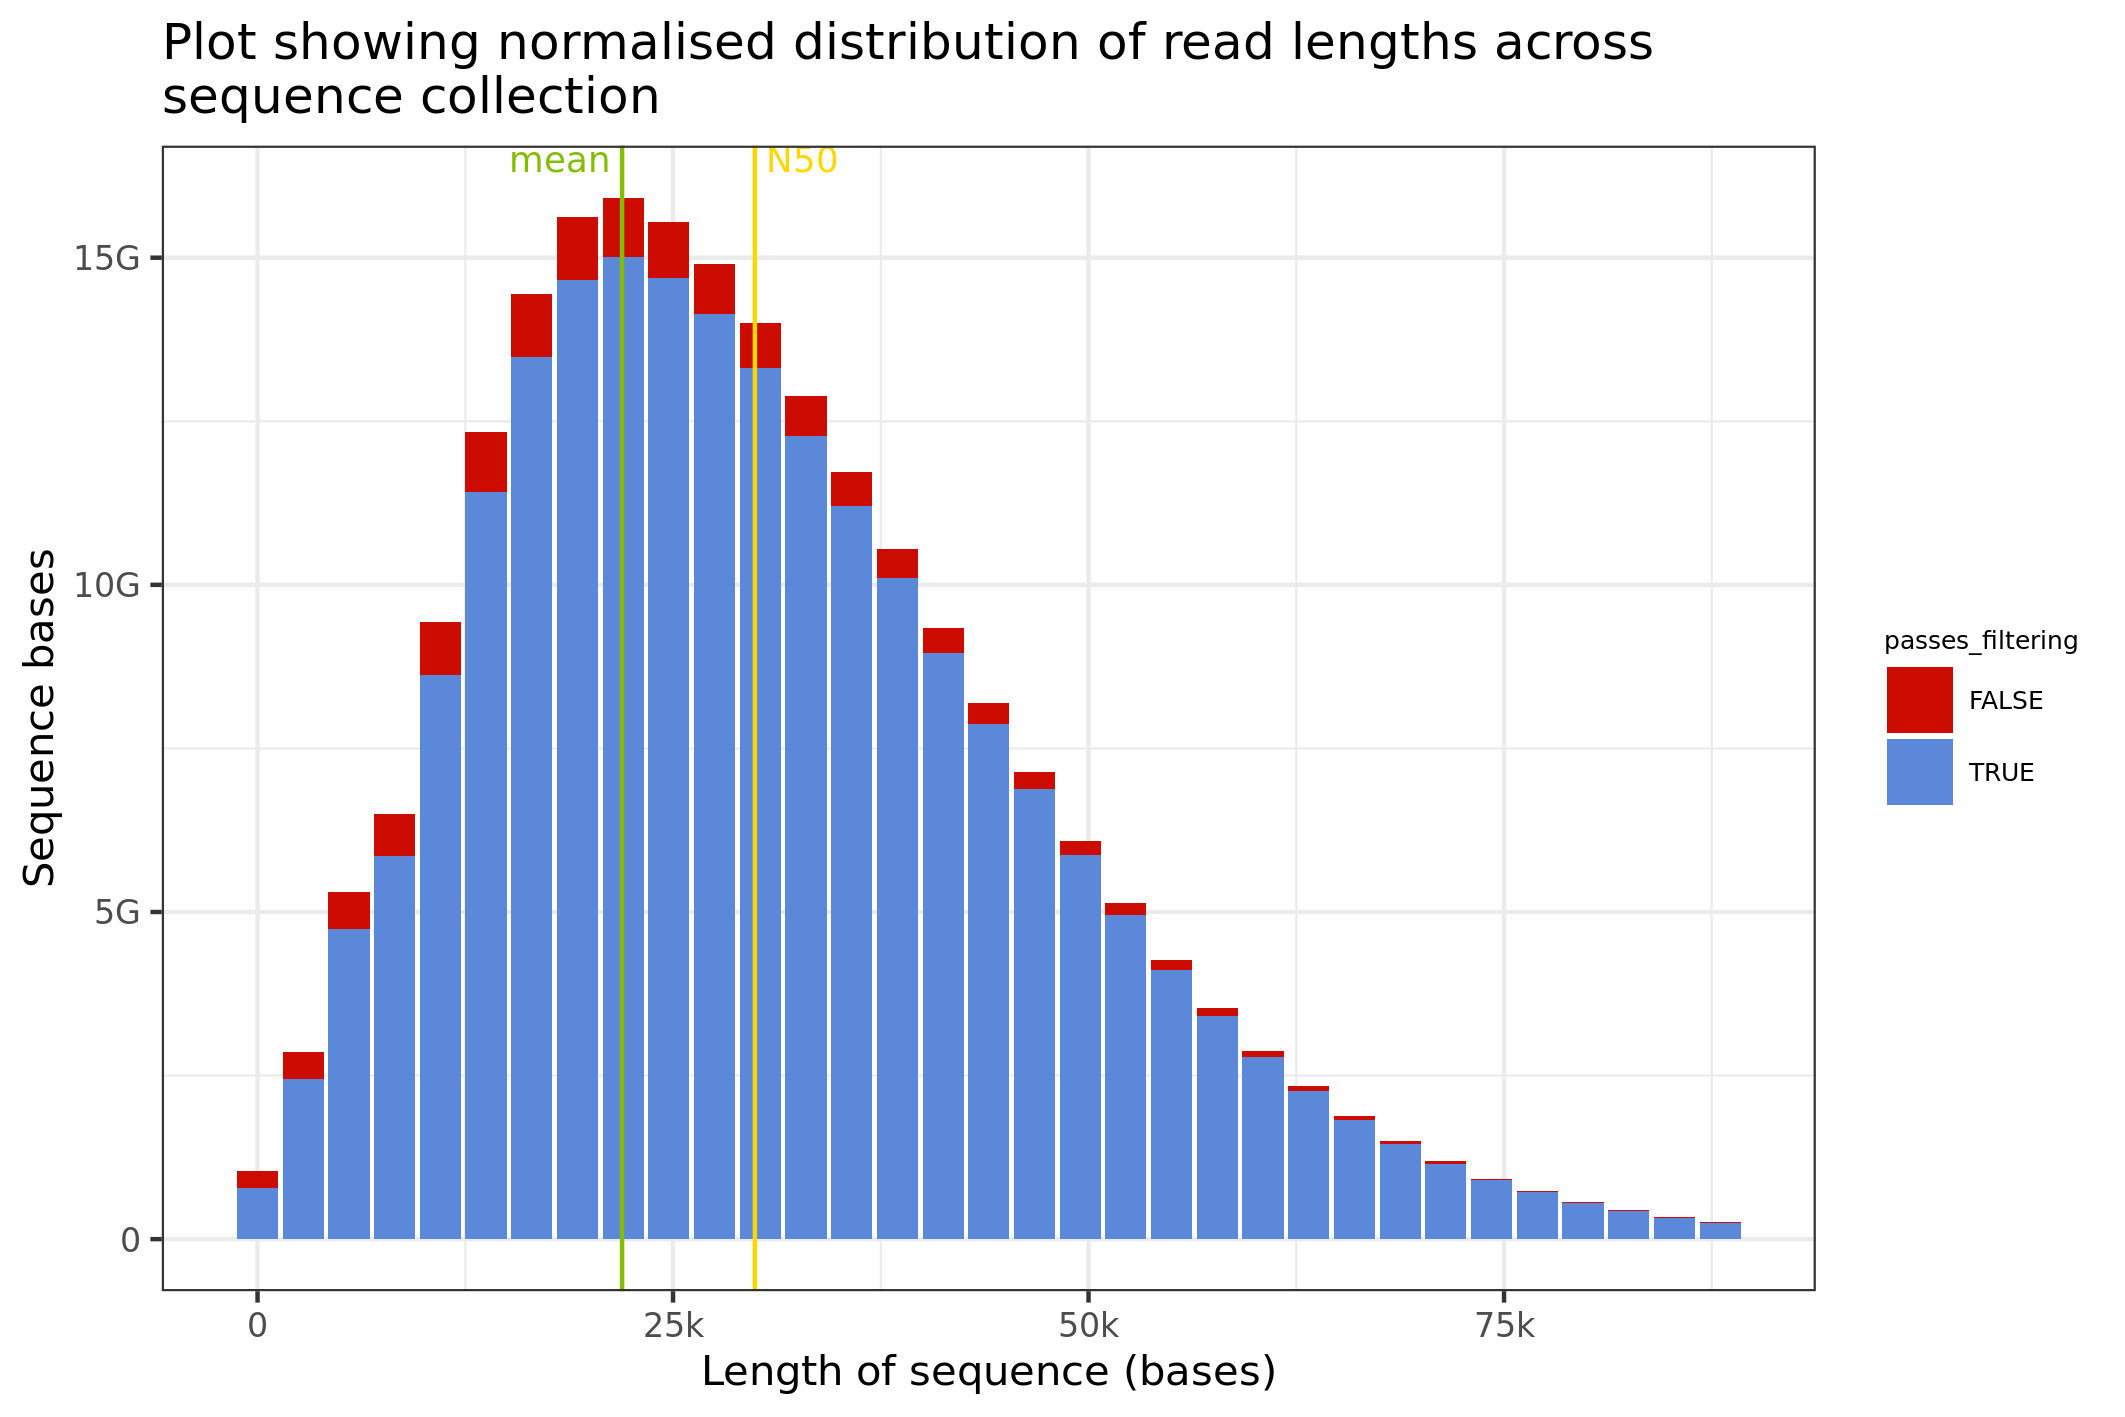 Plot showing normalised distribution of read lengths across
sequence collection
mean
N50
15G
10G
5G
0
Sequence bases
0
25k
50k
75k
Length of sequence (bases)
passes_filtering
FALSE
TRUE